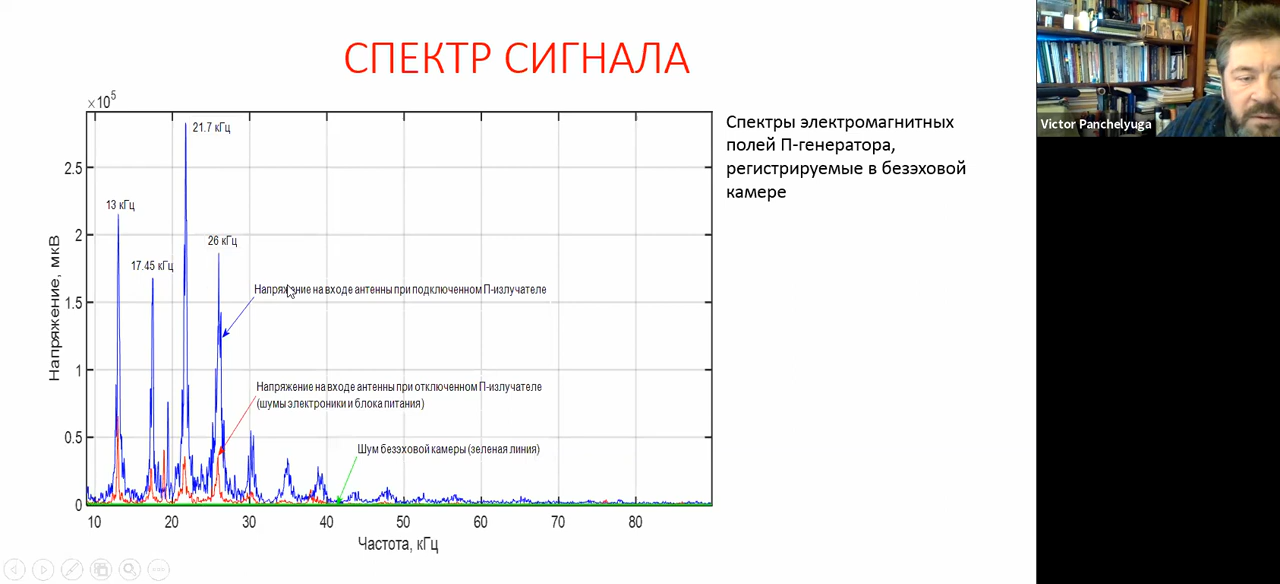 СПЕКТР СИГНАЛА
×10⁵
21.7 кГц
2.5
13 кГц
2
26 кГц
17.45 кГц
Напряжение на входе антенны при подключенном П-излучателе
1.5
Напряжение, мкВ
1
Напряжение на входе антенны при отключенном П-излучателе
(шумы электроники и блока питания)
0.5
Шум безэховой камеры (зеленая линия)
0
10 20 30 40 50 60 70 80
Частота, кГц
Спектры электромагнитных
полей П-генератора,
регистрируемые в безэховой
камере
Victor Panchelyuga